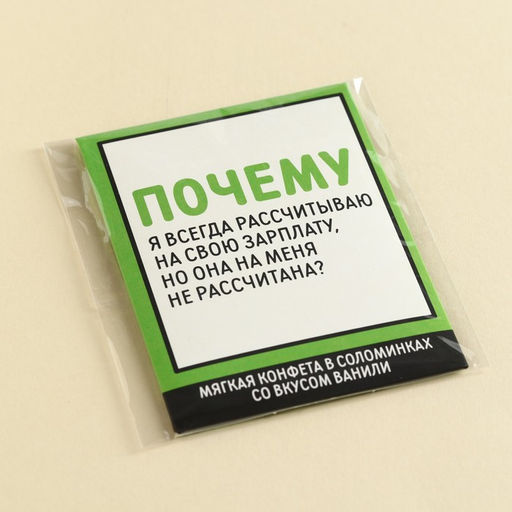 ПОЧЕМУ
Я ВСЕГДА РАССЧИТЫВАЮ
НА СВОЮ ЗАРПЛАТУ,
НО ОНА НА МЕНЯ
НЕ РАССЧИТАНА?
МЯГКАЯ КОНФЕТА В СОЛОМИНКАХ
СО ВКУСОМ ВАНИЛИ